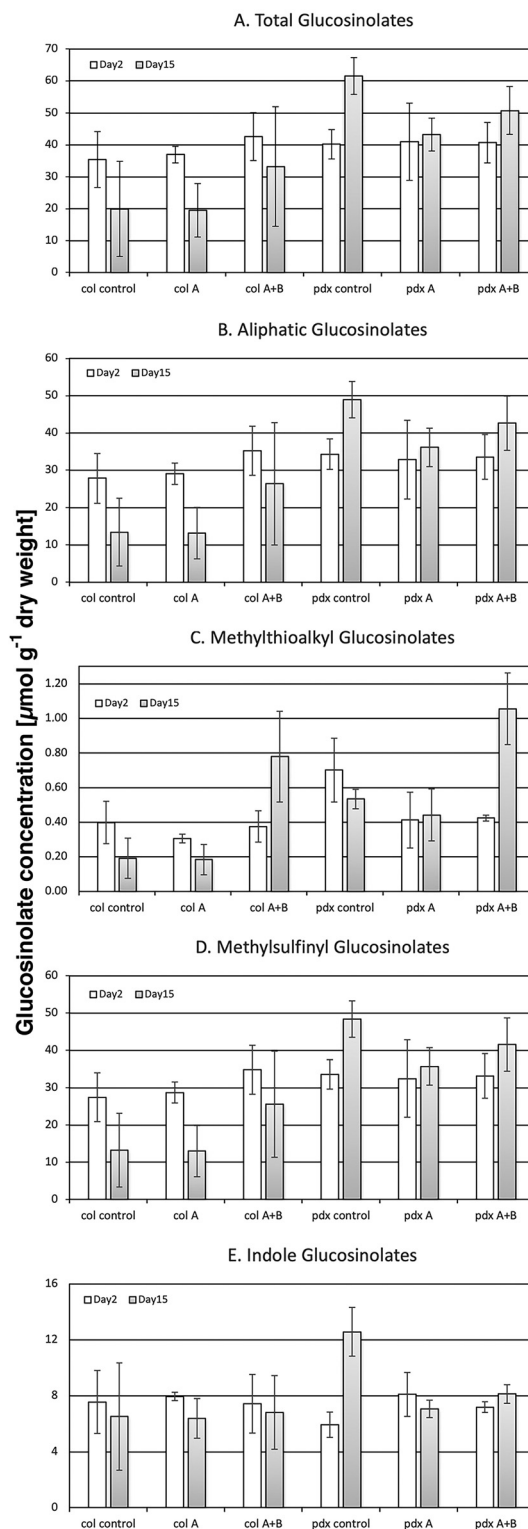 Glucosinolate concentration [µmol g⁻¹ dry weight]
A. Total Glucosinolates
70
60
50
40
30
20
10
0
Day2 Day15
col control col A col A+B pdx control pdx A pdx A+B
B. Aliphatic Glucosinolates
60
50
40
30
20
10
0
Day2 Day15
col control col A col A+B pdx control pdx A pdx A+B
C. Methylthioalkyl Glucosinolates
1.20
1.00
0.80
0.60
0.40
0.20
0.00
Day2 Day15
col control col A col A+B pdx control pdx A pdx A+B
D. Methylsulfinyl Glucosinolates
60
50
40
30
20
10
0
Day2 Day15
col control col A col A+B pdx control pdx A pdx A+B
E. Indole Glucosinolates
16
12
8
4
0
Day2 Day15
col control col A col A+B pdx control pdx A pdx A+B